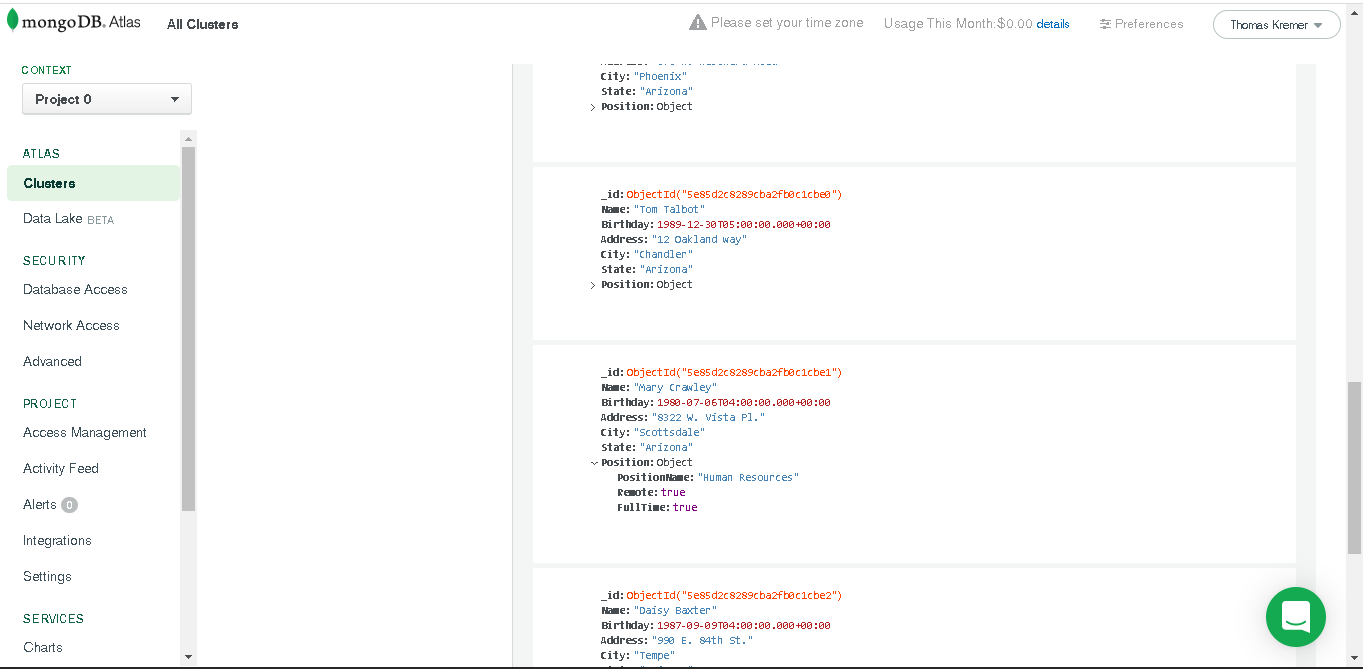 mongoDB. Atlas
All Clusters
Please set your time zone
Usage This Month:$0.00 details
Preferences
Thomas Kremer
CONTEXT
Project 0
ATLAS
Clusters
Data Lake BETA
SECURITY
Database Access
Network Access
Advanced
PROJECT
Access Management
Activity Feed
Alerts 0
Integrations
Settings
SERVICES
Charts
City: "Phoenix"
State: "Arizona"
Position: Object
_id: ObjectId("5e85d2c8289cba2fb0c1cbe0")
Name: "Tom Talbot"
Birthday: 1989-12-30T05:00:00.000+00:00
Address: "12 Oakland way"
City: "Chandler"
State: "Arizona"
Position: Object
_id: ObjectId("5e85d2c8289cba2fb0c1cbe1")
Name: "Mary Crawley"
Birthday: 1980-07-06T04:00:00.000+00:00
Address: "8322 W. Vista Pl."
City: "Scottsdale"
State: "Arizona"
Position: Object
PositionName: "Human Resources"
Remote: true
FullTime: true
_id: ObjectId("5e85d2c8289cba2fb0c1cbe2")
Name: "Daisy Baxter"
Birthday: 1987-09-09T04:00:00.000+00:00
Address: "990 E. 84th St."
City: "Tempe"